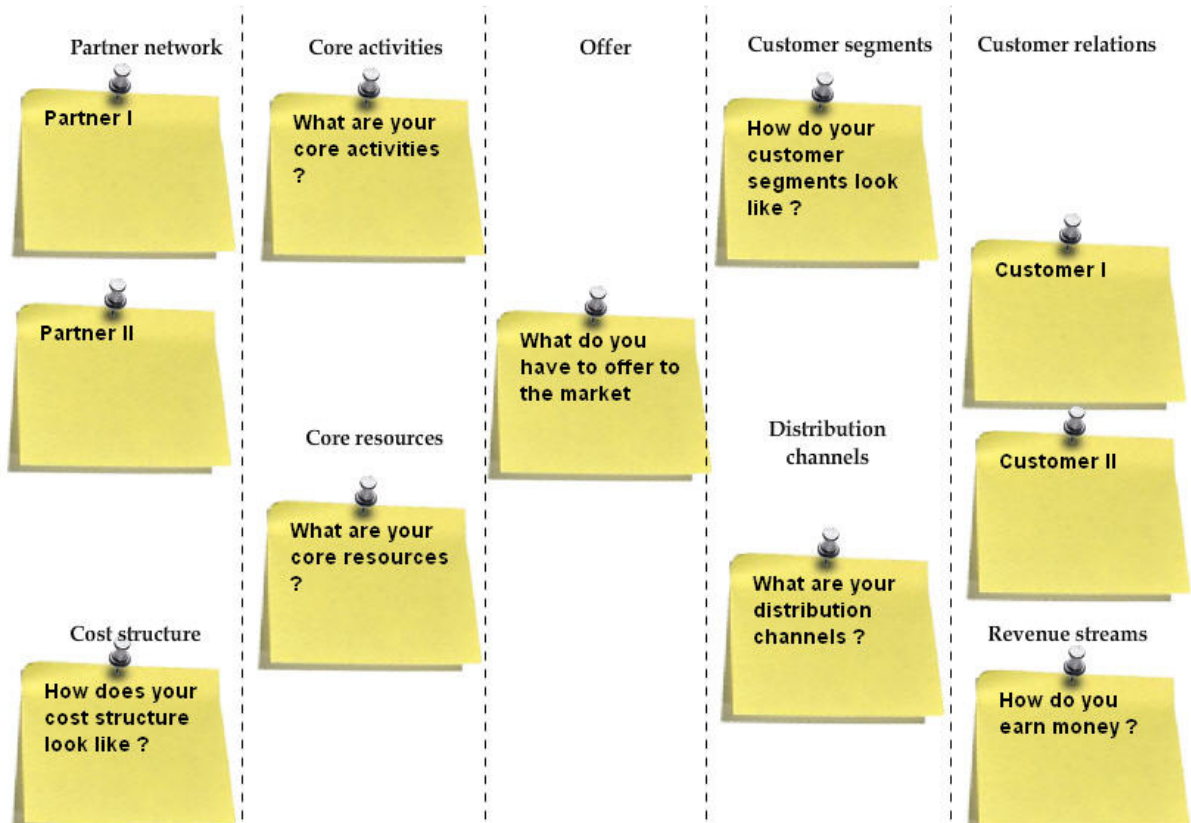 Partner network
Partner I
Partner II
Cost structure
How does your
cost structure
look like ?
Core activities
What are your
core activities
?
Core resources
What are your
core resources
?
Offer
What do you
have to offer to
the market
Customer segments
How do your
customer
segments look
like ?
Distribution
channels
What are your
distribution
channels ?
Customer relations
Customer I
Customer II
Revenue streams
How do you
earn money ?